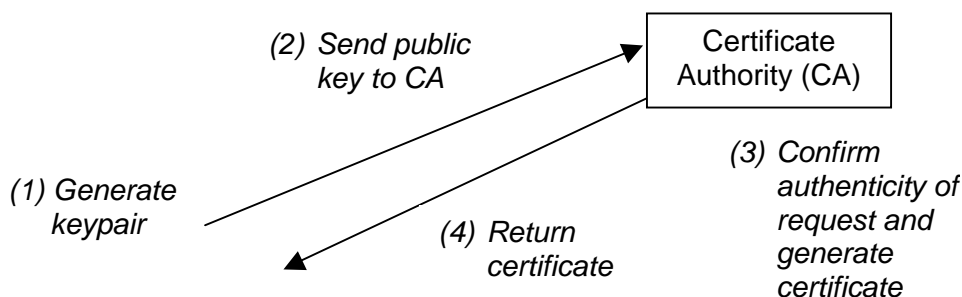 (1) Generate
keypair
(2) Send public
key to CA
Certificate
Authority (CA)
(3) Confirm
authenticity of
request and
generate
certificate
(4) Return
certificate